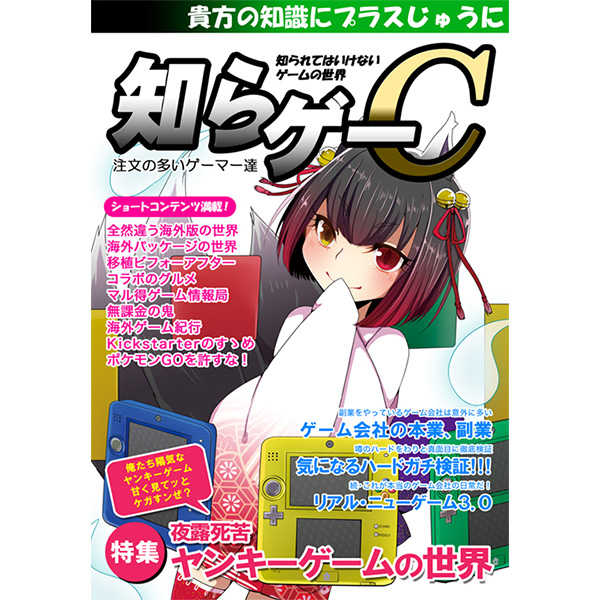 貴方の知識にプラスじゅうに
知られてはいけない
ゲームの世界
知らゲーC
注文の多いゲーマー達
ショートコンテンツ満載!
全然違う海外版の世界
海外パッケージの世界
移植ビフォーアフター
コラボのグルメ
マル得ゲーム情報局
無課金の鬼
海外ゲーム紀行
Kickstarterのすゝめ
ポケモンGOを許すな!
副業をやっているゲーム会社は意外に多い
ゲーム会社の本業、副業
噂のハードをわりと真面目に徹底検証
気になるハードガチ検証!!!
続・これが本当のゲーム会社の日常だ!
リアル・ニューゲーム3.0
俺たち陽気な
ヤンキーゲーム
甘く見てッと
ケガすンぜ?
特集
夜露死苦
ヤンキーゲームの世界